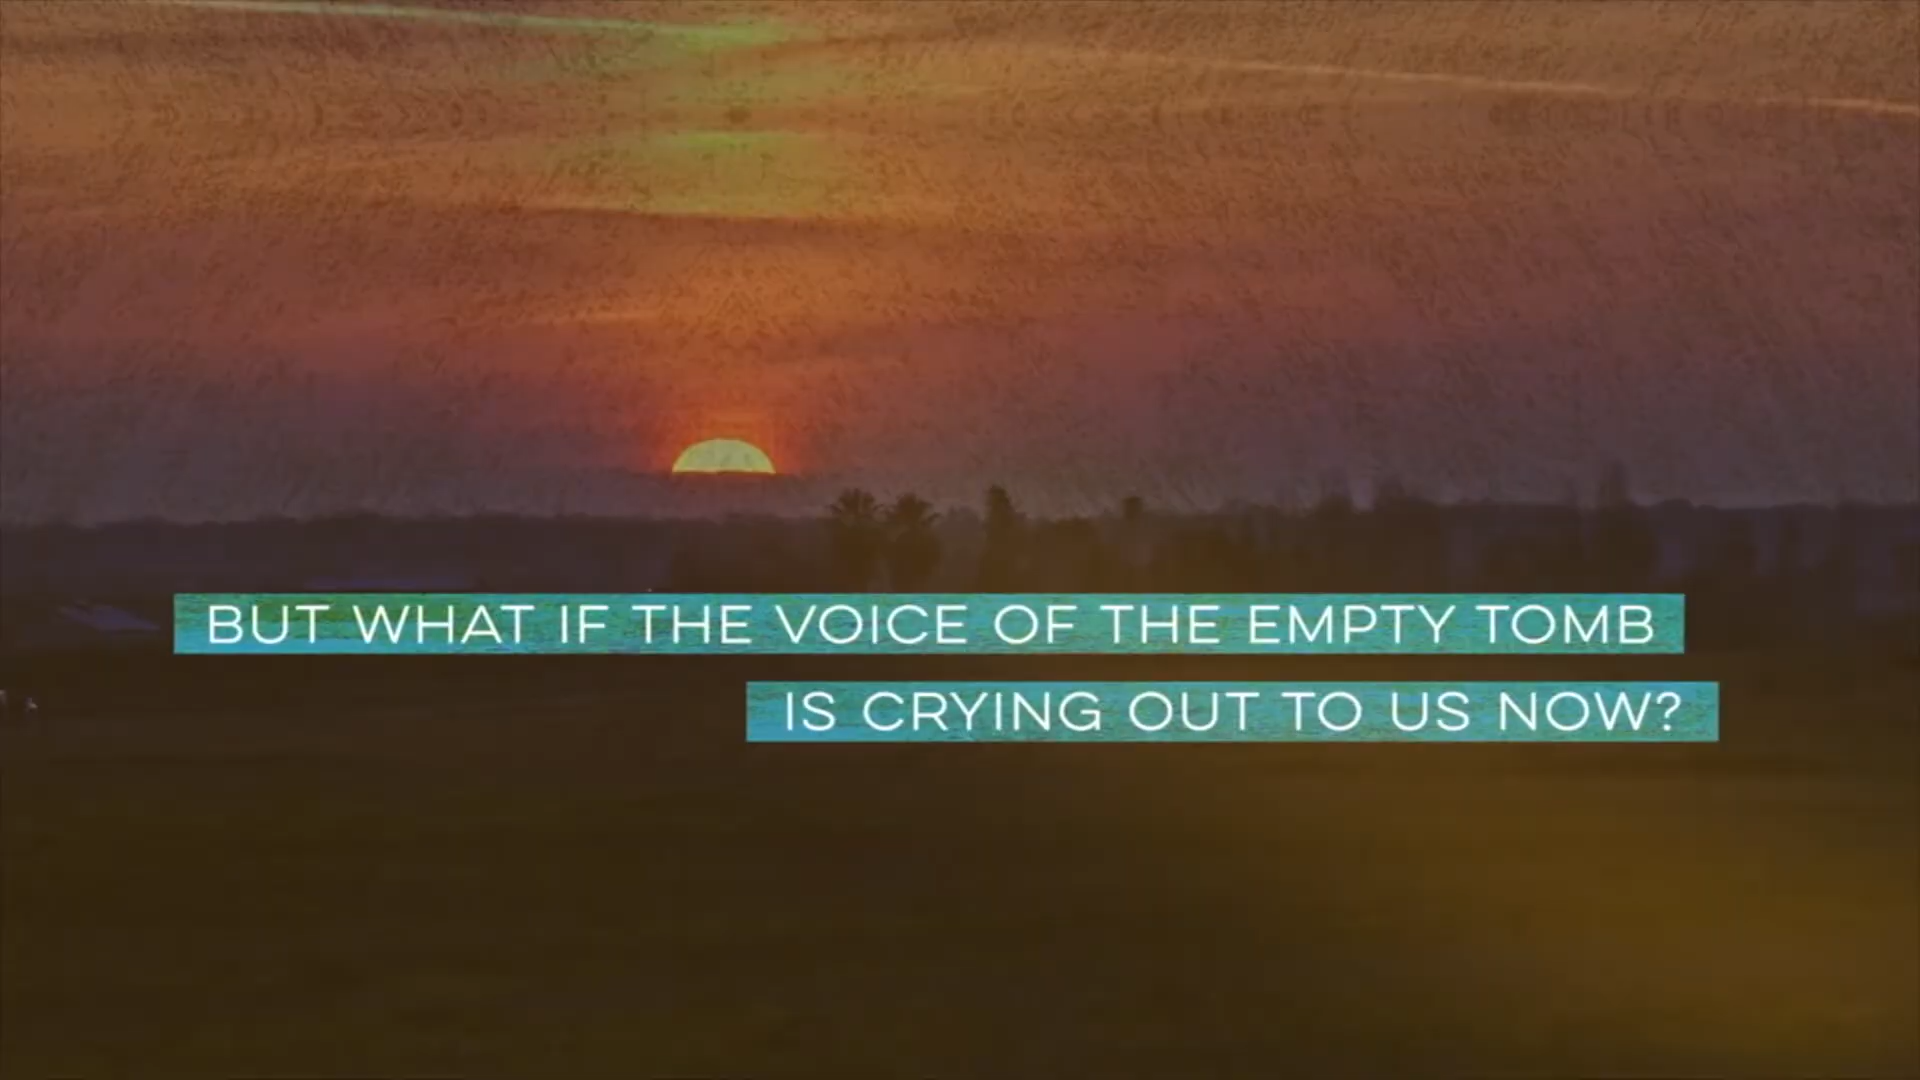 BUT WHAT IF THE VOICE OF THE EMPTY TOMB
IS CRYING OUT TO US NOW?